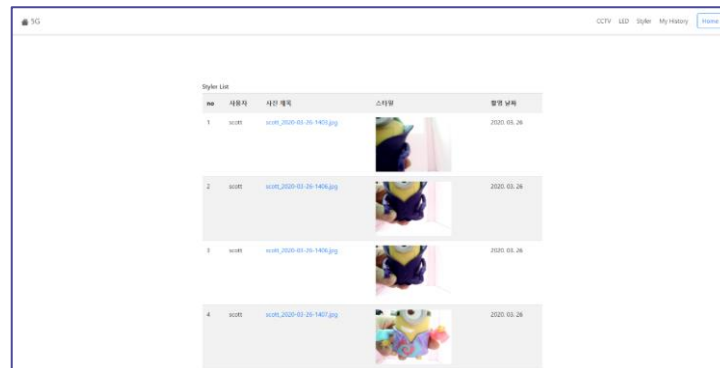 5G
CCTV LED Styler My History Home
Styler List
no 사용자 사진 제목 스타일 촬영 날짜
1 scott scott_2020-03-26-1403.jpg 2020. 03. 26
2 scott scott_2020-03-26-1406.jpg 2020. 03. 26
3 scott scott_2020-03-26-1406.jpg 2020. 03. 26
4 scott scott_2020-03-26-1407.jpg 2020. 03. 26